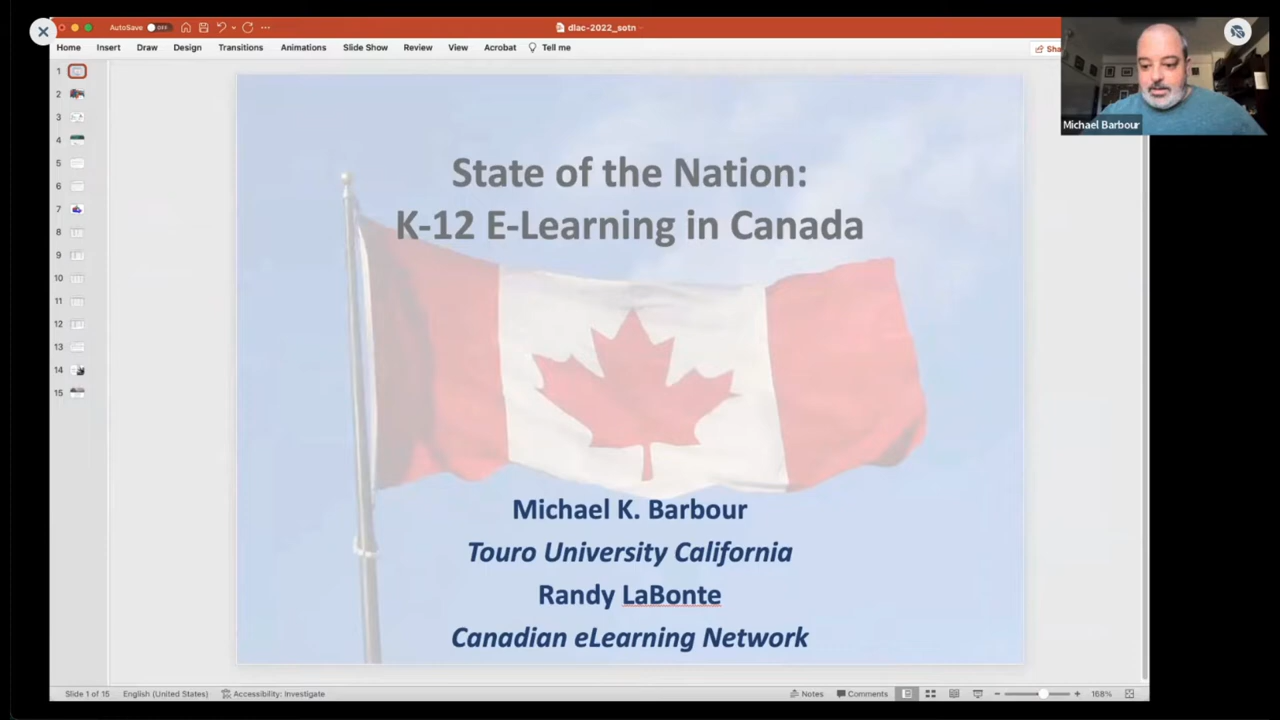 AutoSave OFF
dlac-2022_sotn
Home Insert Draw Design Transitions Animations Slide Show Review View Acrobat Tell me
Michael Barbour
1
2
3
4
5
6
7
8
9
10
11
12
13
14
15
State of the Nation:
K-12 E-Learning in Canada
Michael K. Barbour
Touro University California
Randy LaBonte
Canadian eLearning Network
Slide 1 of 15 English (United States) Accessibility: Investigate Notes Comments 168%